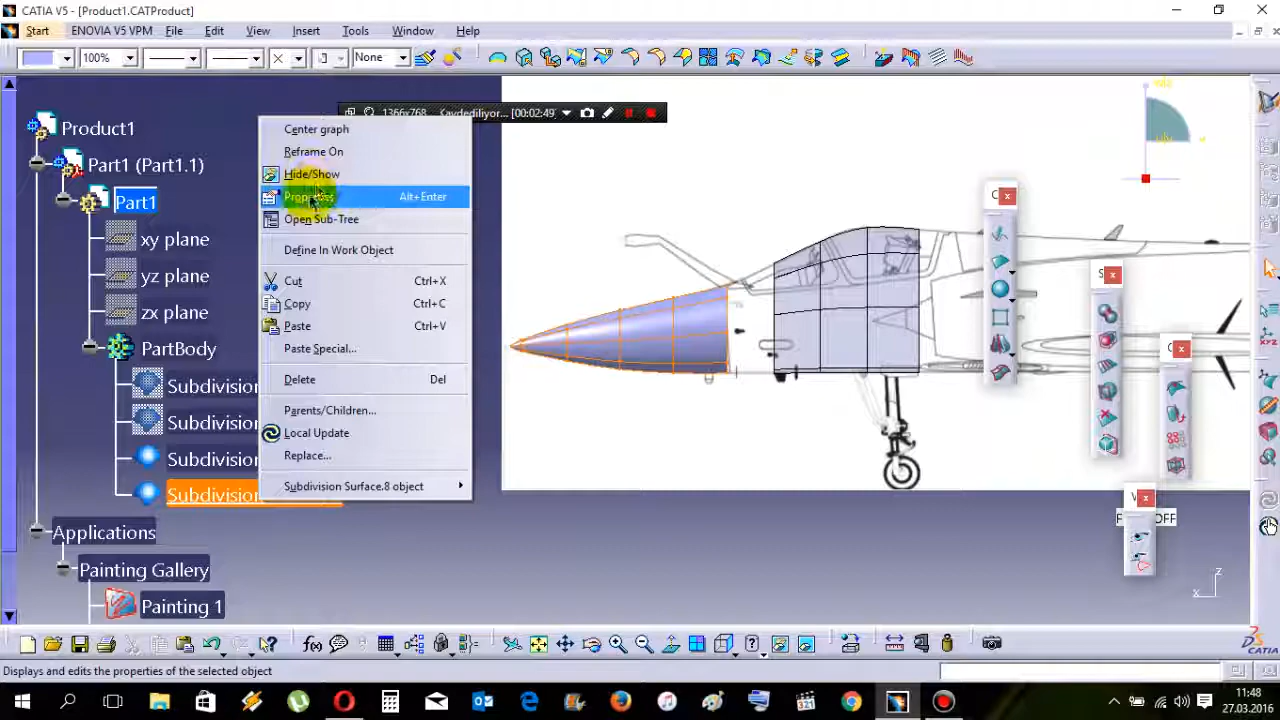 CATIA V5 - [Product1.CATProduct]
Start ENOVIA V5 VPM File Edit View Insert Tools Window Help
100% None
1366x768 Kaydediliyor... [00:02:49]
Product1
Part1 (Part1.1)
Part1
xy plane
yz plane
zx plane
PartBody
Subdivision
Subdivision
Subdivision
Subdivision
Applications
Painting Gallery
Painting 1
Center graph
Reframe On
Hide/Show
Properties Alt+Enter
Open Sub-Tree
Define In Work Object
Cut Ctrl+X
Copy Ctrl+C
Paste Ctrl+V
Paste Special...
Delete Del
Parents/Children...
Local Update
Replace...
Subdivision Surface.8 object
C
S
C
V
OFF
z
x
CATIA
Displays and edits the properties of the selected object
11:48
27.03.2016